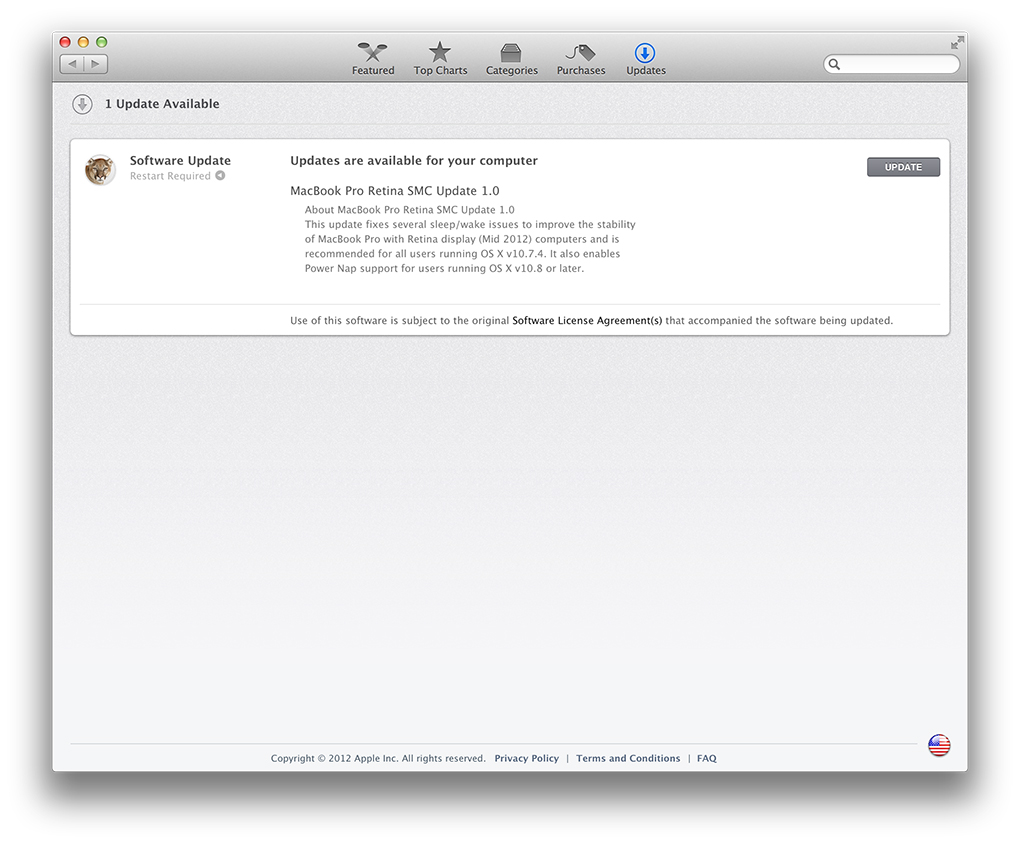 Featured
Top Charts
Categories
Purchases
Updates
1 Update Available
Software Update
Restart Required
Updates are available for your computer
UPDATE
MacBook Pro Retina SMC Update 1.0
About MacBook Pro Retina SMC Update 1.0
This update fixes several sleep/wake issues to improve the stability
of MacBook Pro with Retina display (Mid 2012) computers and is
recommended for all users running OS X v10.7.4. It also enables
Power Nap support for users running OS X v10.8 or later.
Use of this software is subject to the original Software License Agreement(s) that accompanied the software being updated.
Copyright © 2012 Apple Inc. All rights reserved. Privacy Policy | Terms and Conditions | FAQ